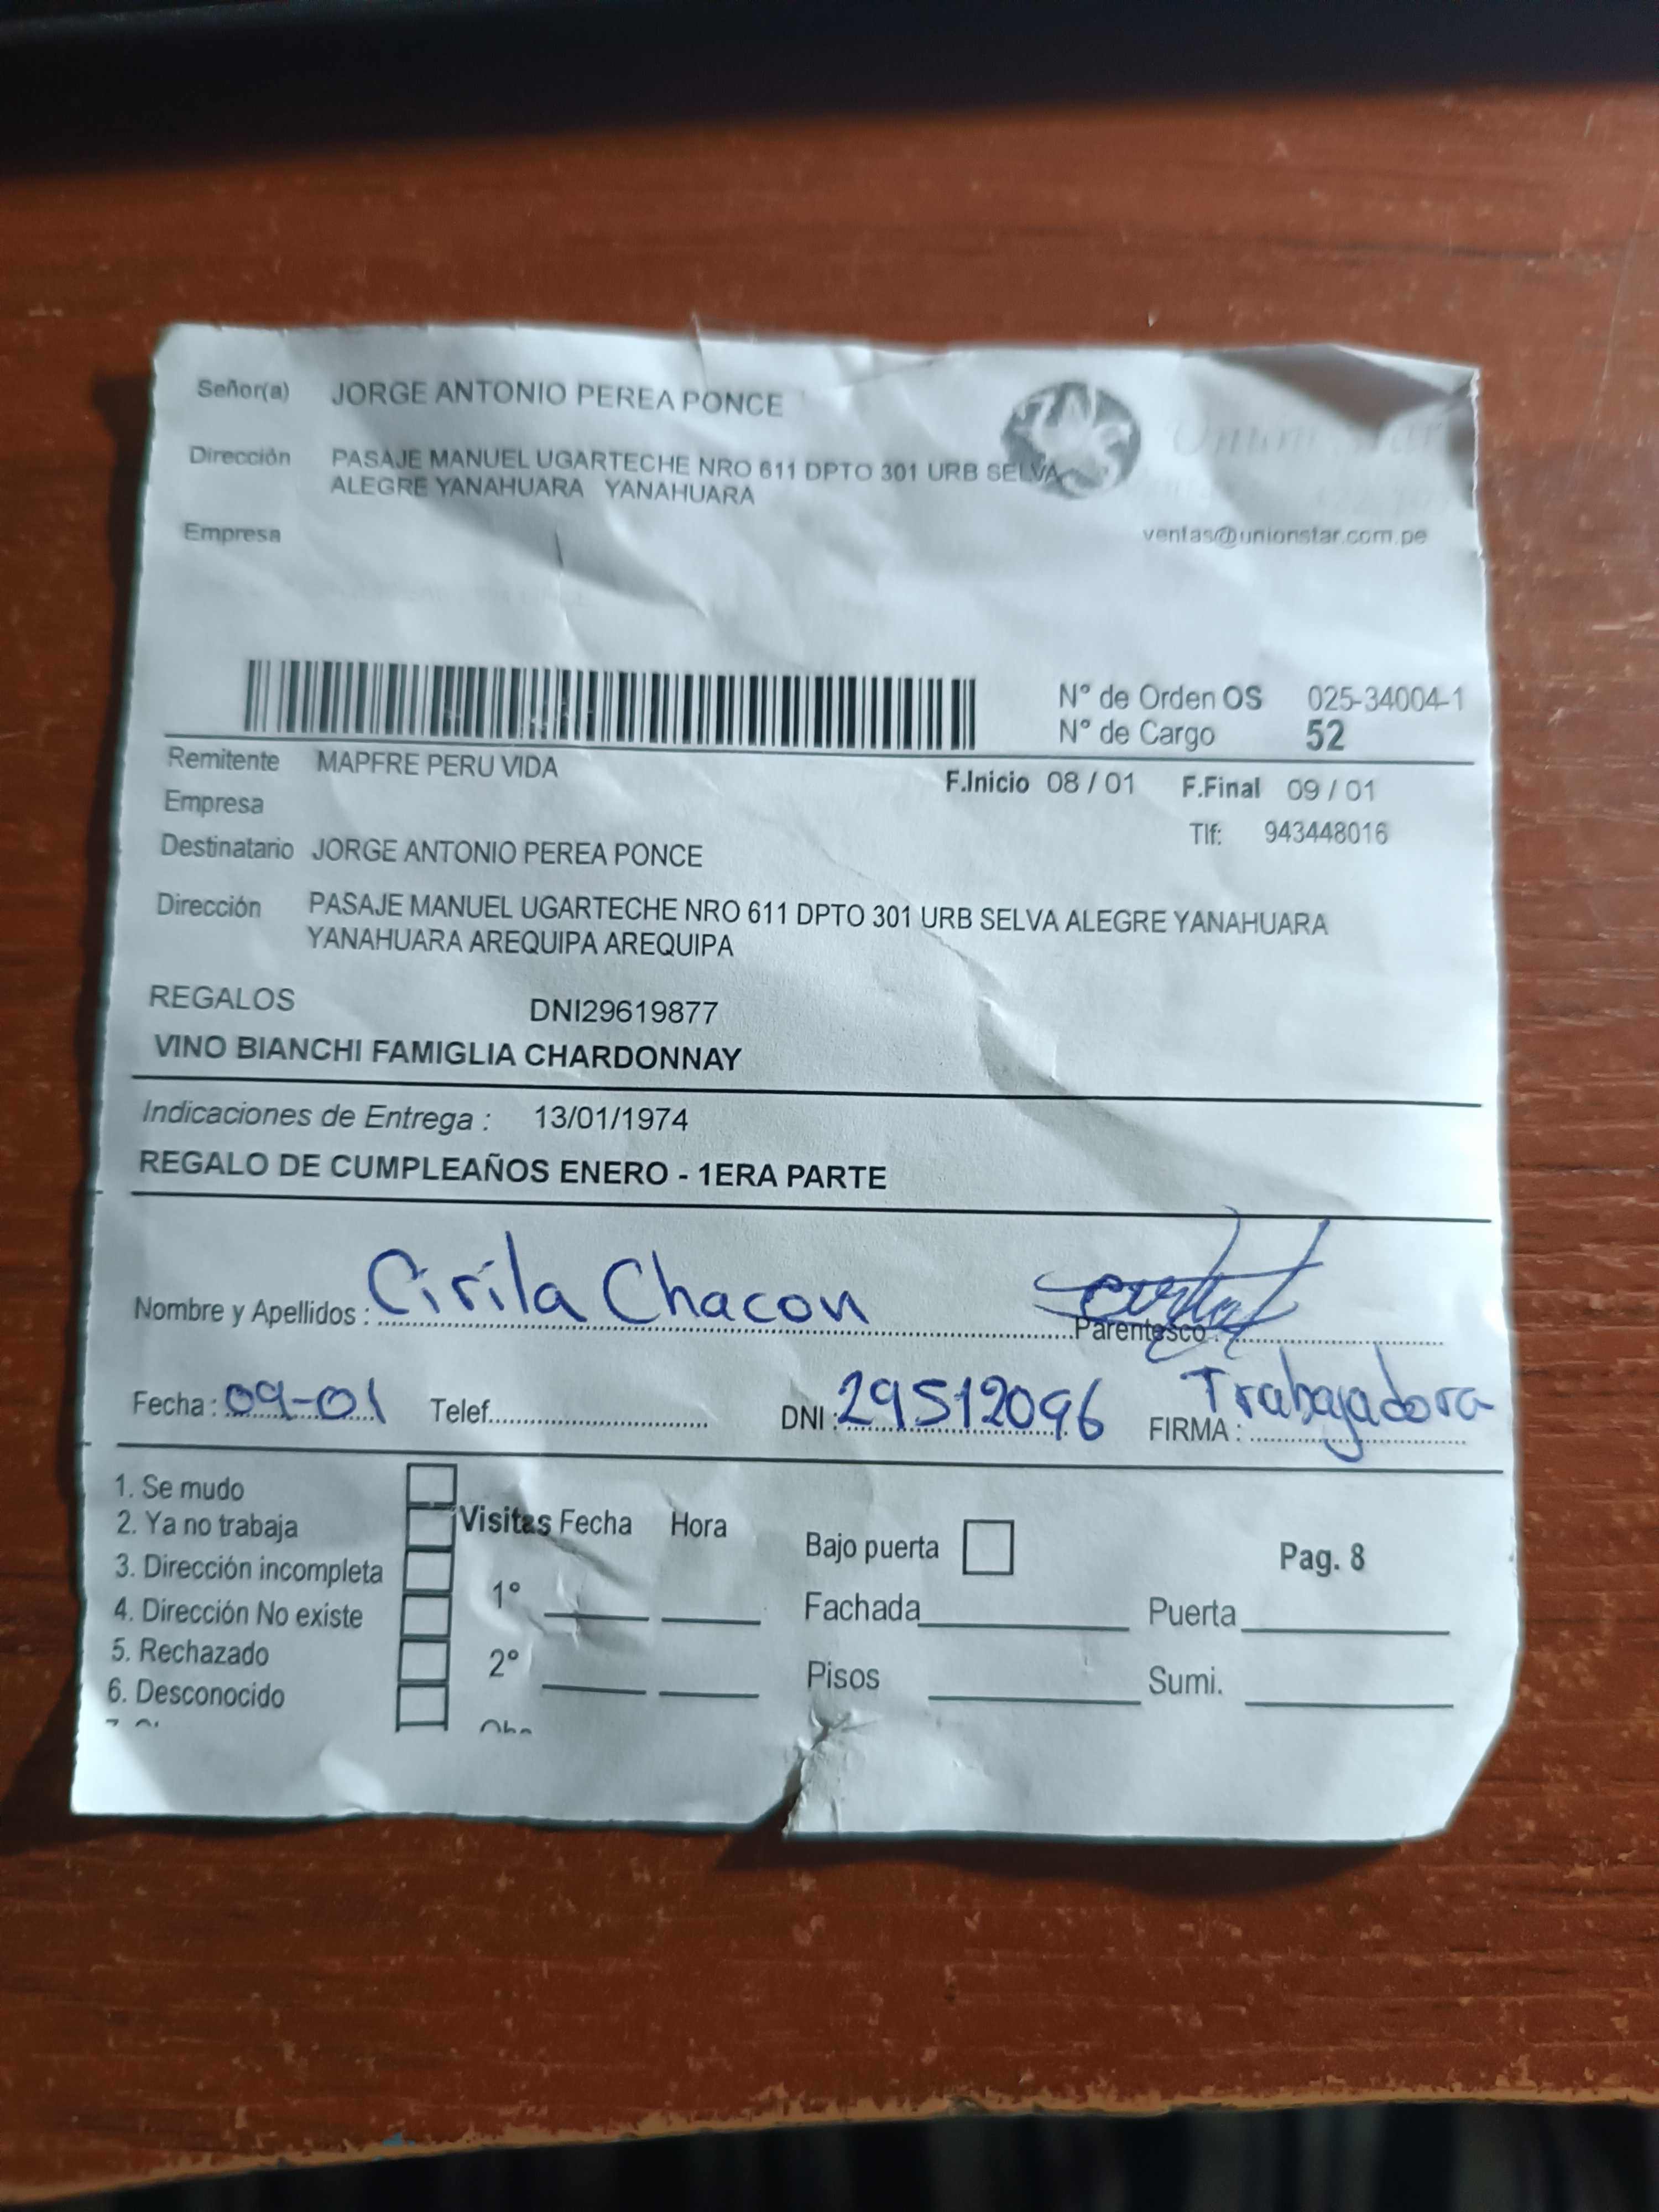 Señor(a) JORGE ANTONIO PEREA PONCE
Dirección PASAJE MANUEL UGARTECHE NRO 611 DPTO 301 URB SELVA
ALEGRE YANAHUARA YANAHUARA
Empresa
Union Star
ventas@unionstar.com.pe
N° de Orden OS 025-34004-1
N° de Cargo 52
Remitente MAPFRE PERU VIDA
F.Inicio 08 / 01 F.Final 09 / 01
Empresa
Tlf: 943448016
Destinatario JORGE ANTONIO PEREA PONCE
Dirección PASAJE MANUEL UGARTECHE NRO 611 DPTO 301 URB SELVA ALEGRE YANAHUARA
YANAHUARA AREQUIPA AREQUIPA
REGALOS DNI29619877
VINO BIANCHI FAMIGLIA CHARDONNAY
Indicaciones de Entrega : 13/01/1974
REGALO DE CUMPLEAÑOS ENERO - 1ERA PARTE
Nombre y Apellidos : Cirila Chacon Parentesco :
Fecha : 09-01 Telef. DNI : 29512096 FIRMA : Trabajadora
1. Se mudo
2. Ya no trabaja
3. Dirección incompleta
4. Dirección No existe
5. Rechazado
6. Desconocido
Visitas Fecha Hora
1°
2°
Bajo puerta
Pag. 8
Fachada Puerta
Pisos Sumi.